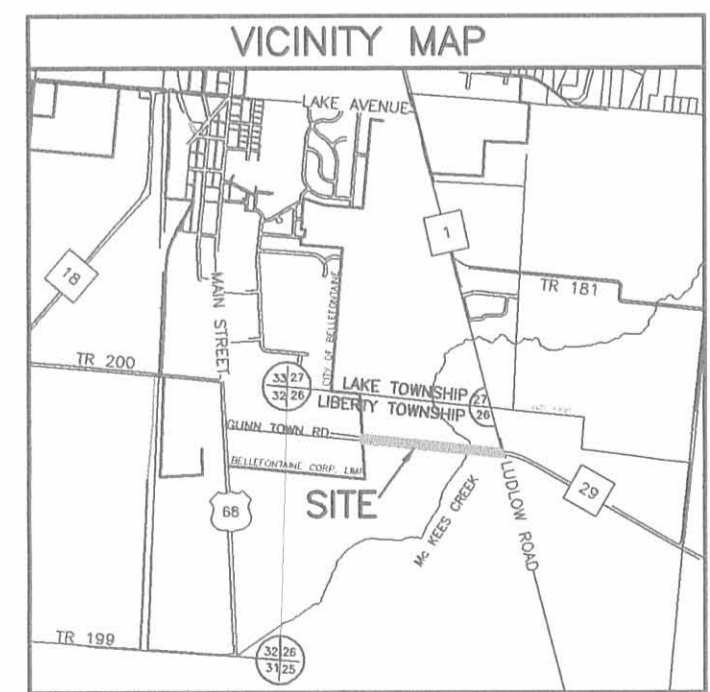 VICINITY MAP
LAKE AVENUE
1
18
MAIN STREET
CITY OF BELLEFONTAINE
TR 181
TR 200
33 27
32 26
LAKE TOWNSHIP
LIBERTY TOWNSHIP
27
26
GUNN TOWN RD
BELLEFONTAINE CORP. LIM
SITE
LUDLOW ROAD
29
68
Mc KEES CREEK
TR 199
32 26
31 25